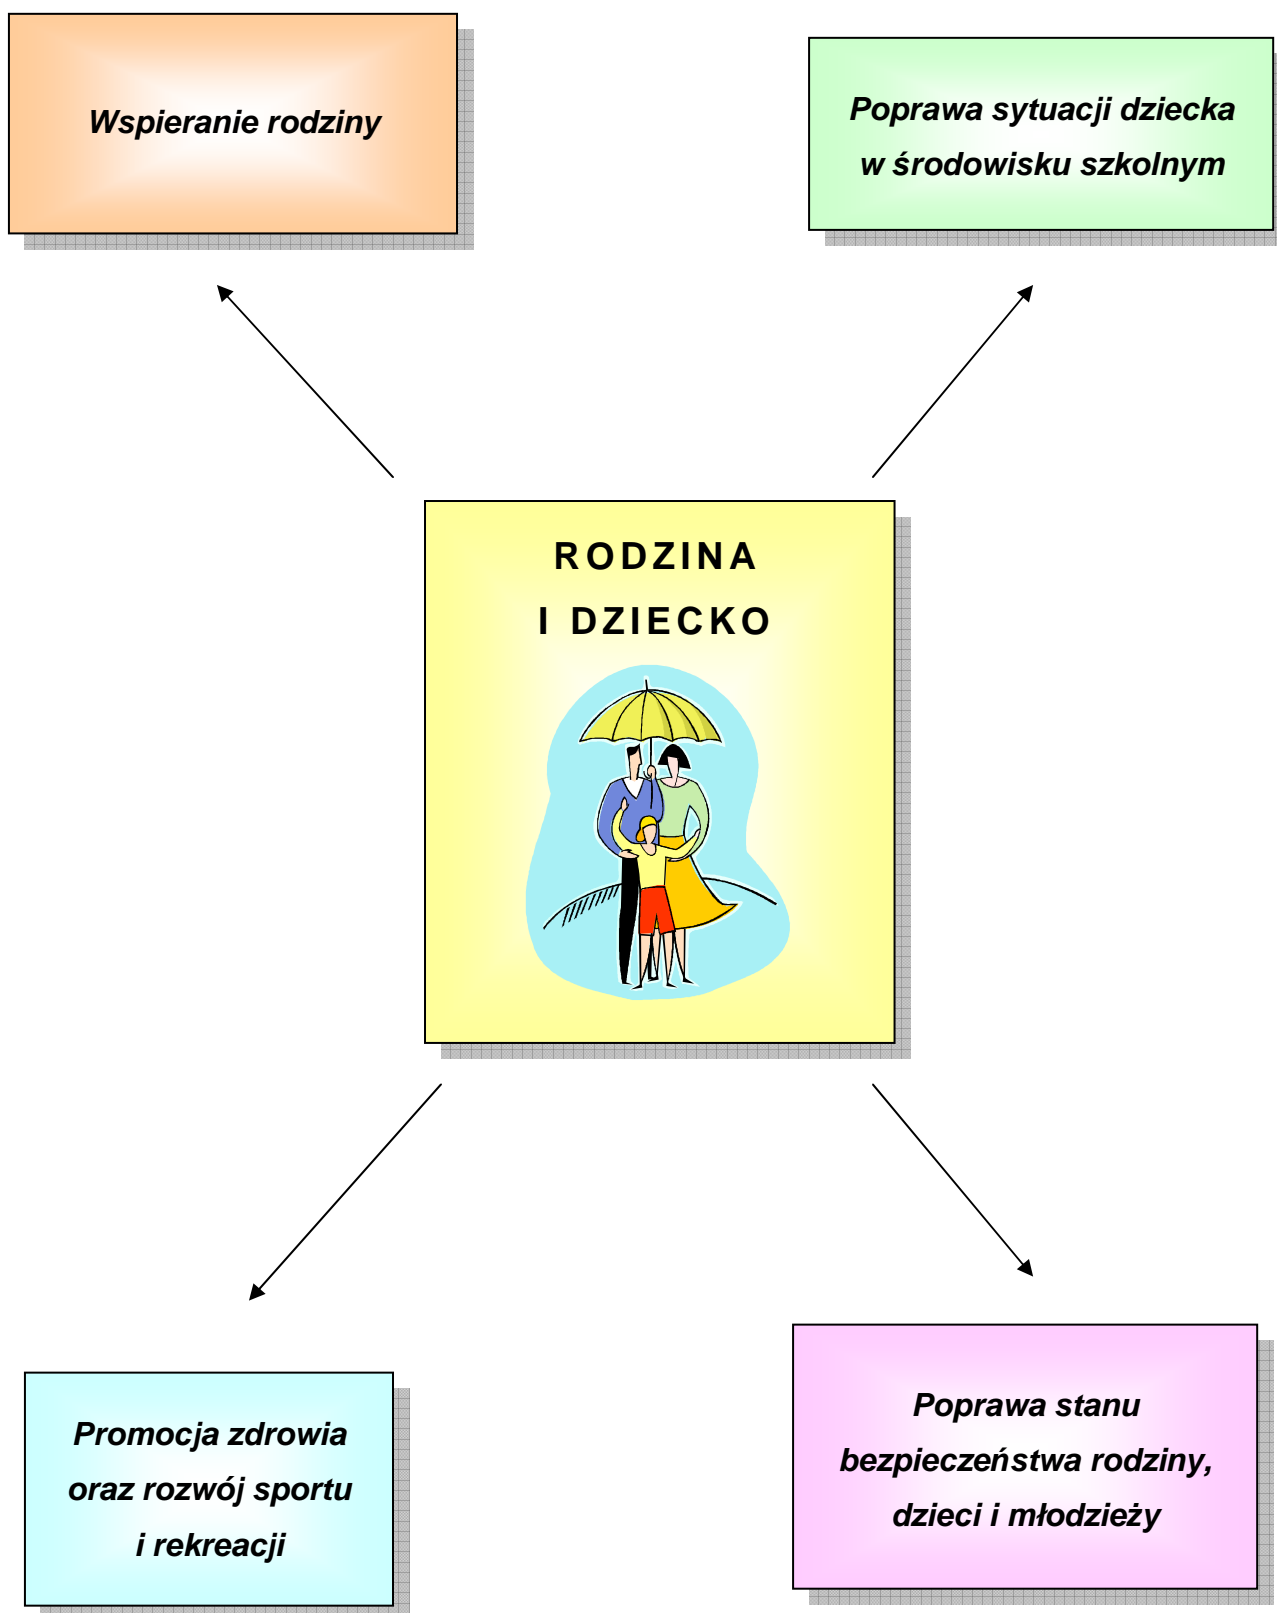 Wspieranie rodziny
Poprawa sytuacji dziecka
w środowisku szkolnym
RODZINA
I DZIECKO
Promocja zdrowia
oraz rozwój sportu
i rekreacji
Poprawa stanu
bezpieczeństwa rodziny,
dzieci i młodzieży